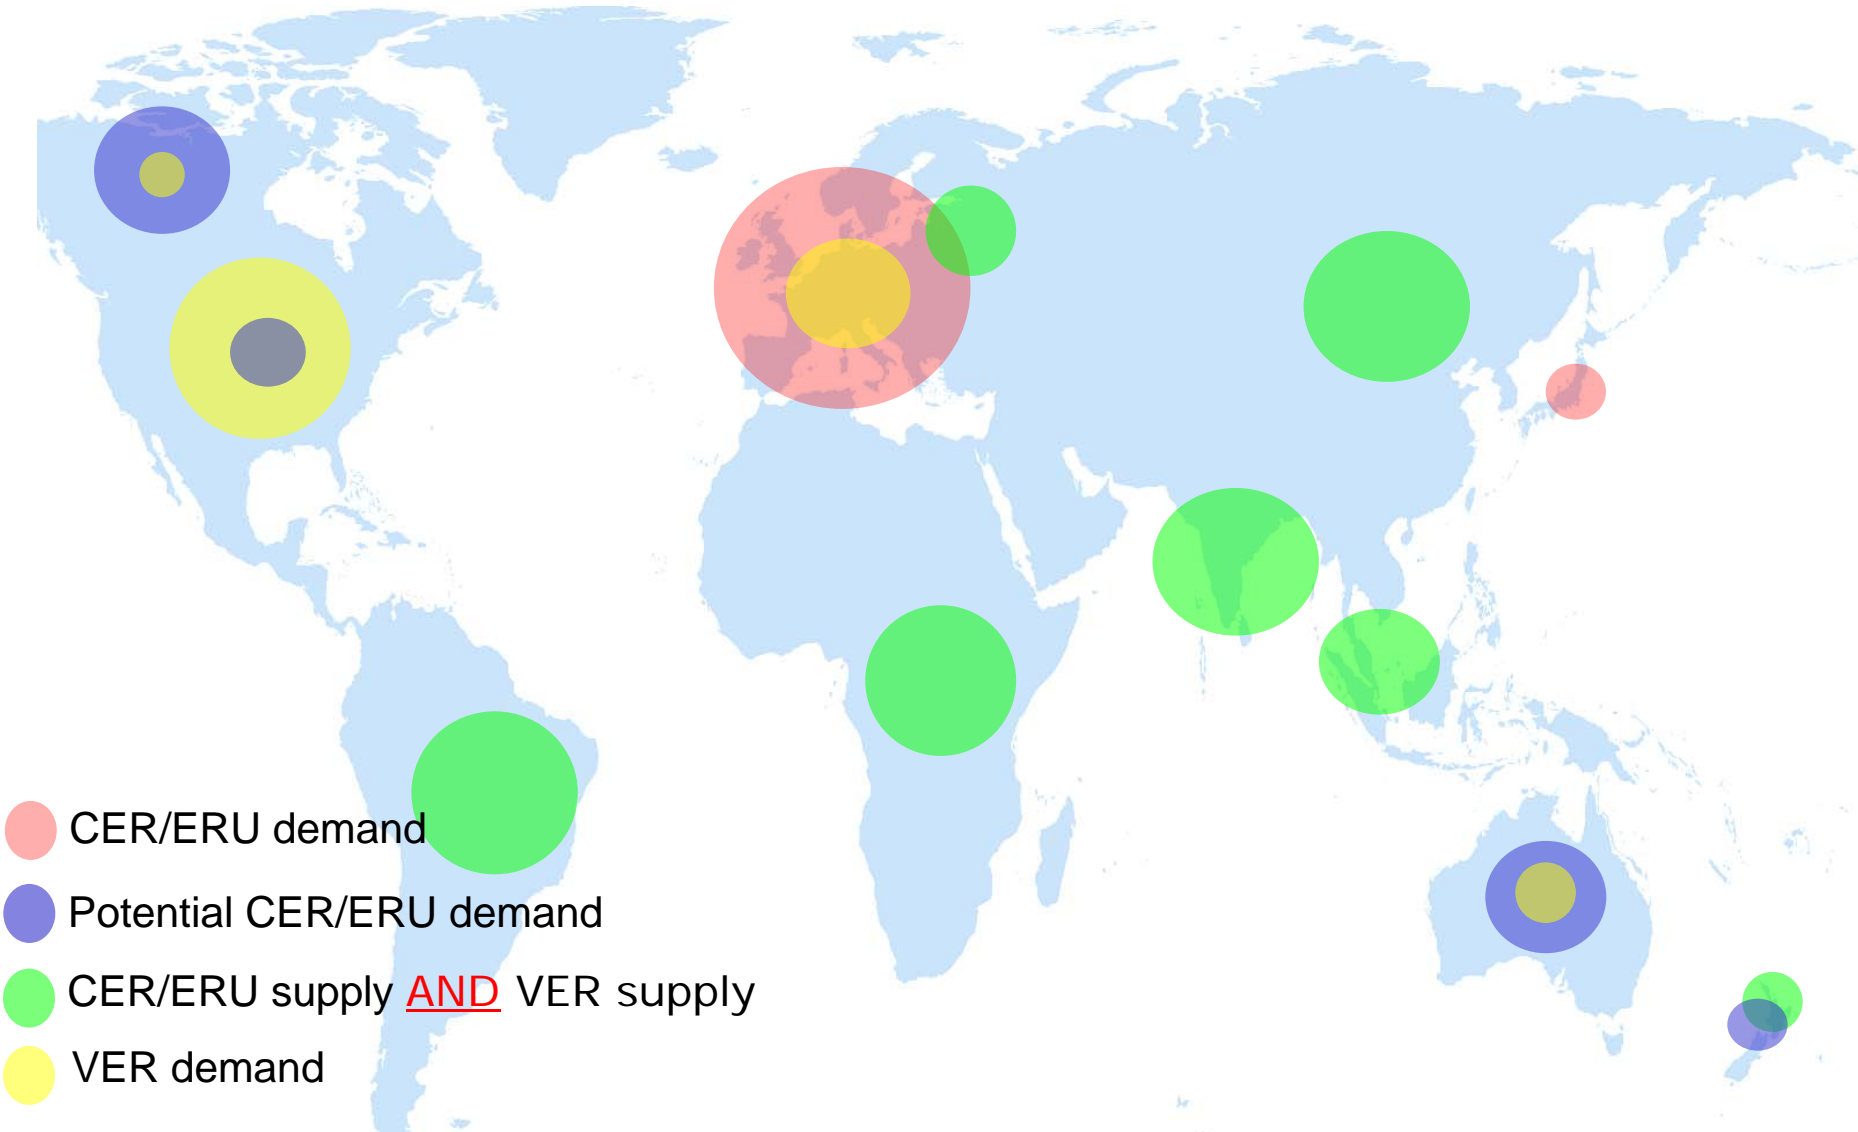 CER/ERU demand
Potential CER/ERU demand
CER/ERU supply AND VER supply
VER demand